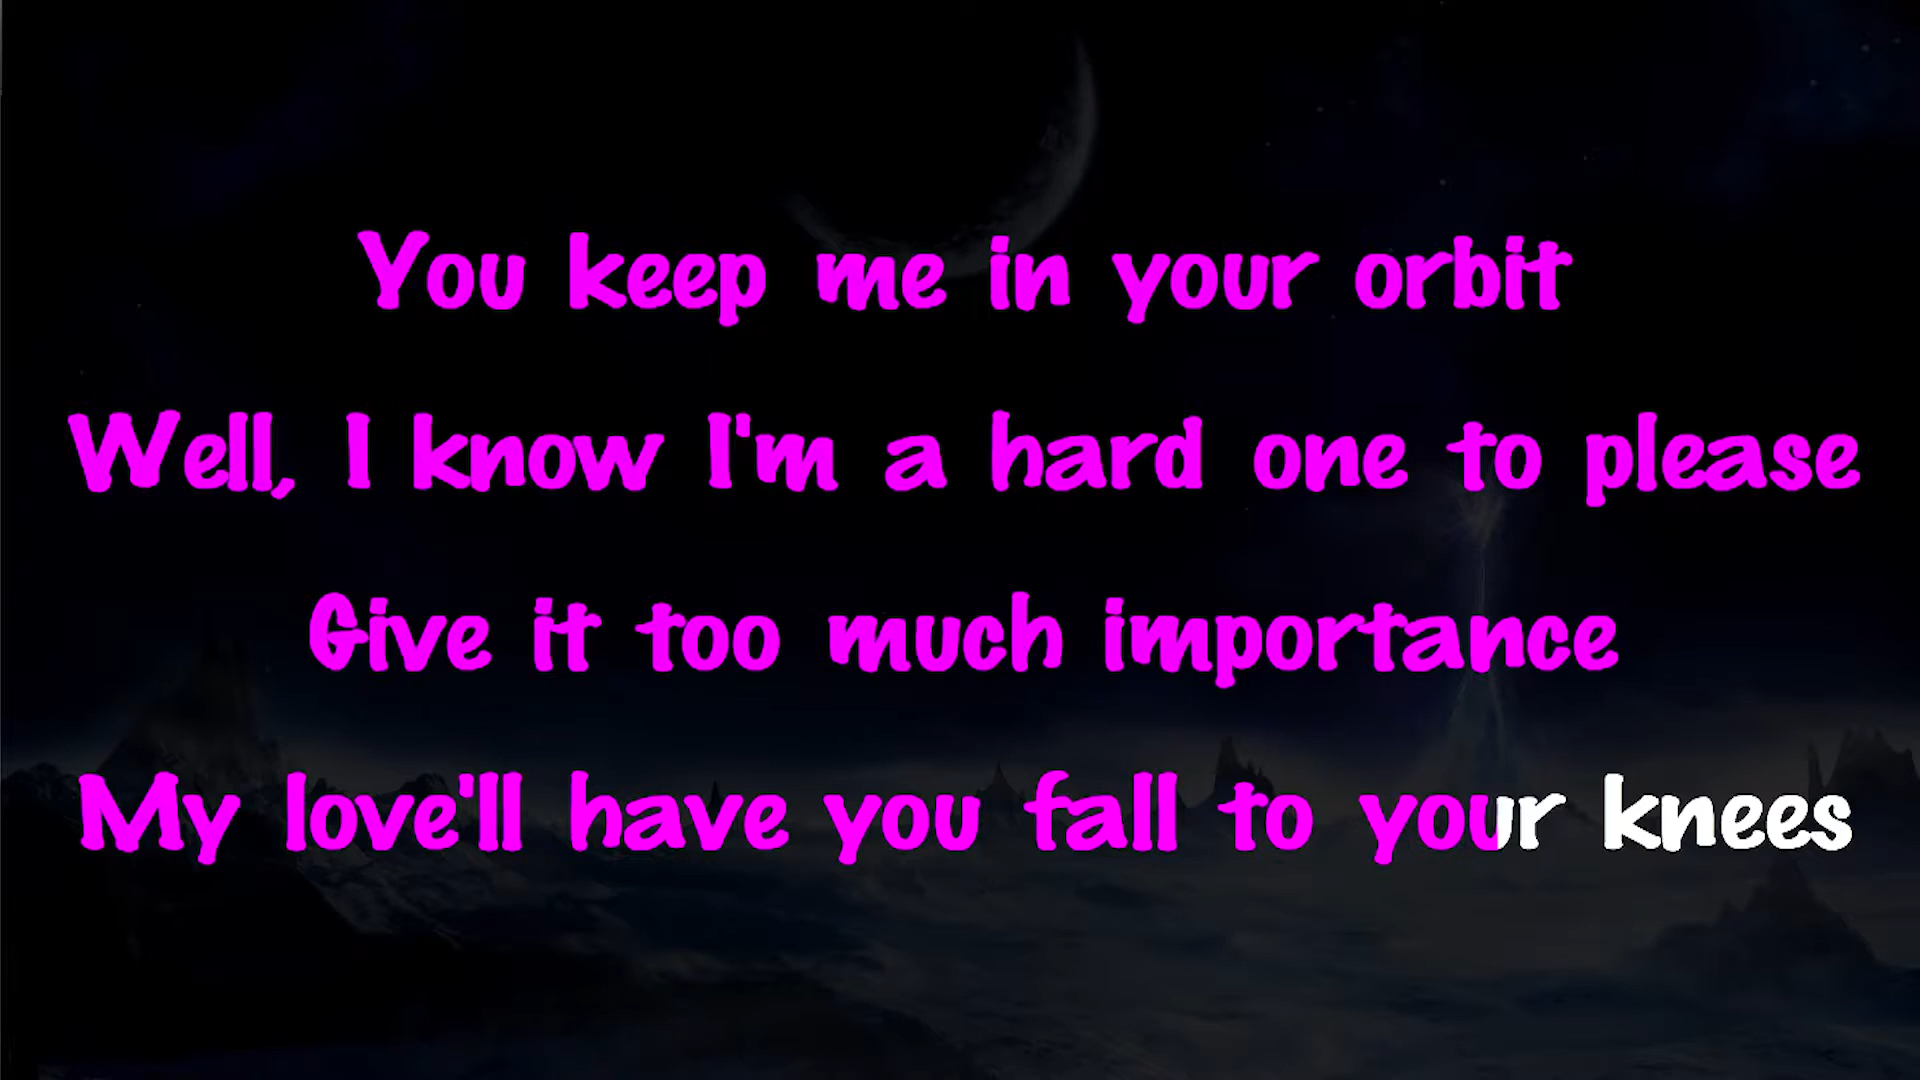 You keep me in your orbit
Well, I know I'm a hard one to please
Give it too much importance
My love'll have you fall to your knees